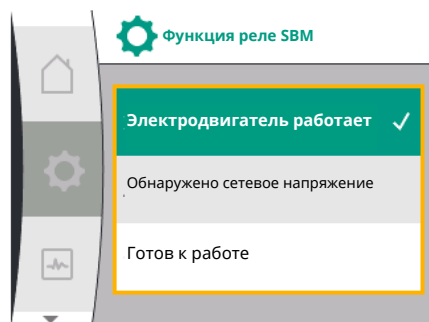 Функция реле SBM
Электродвигатель работает
Обнаружено сетевое напряжение
Готов к работе